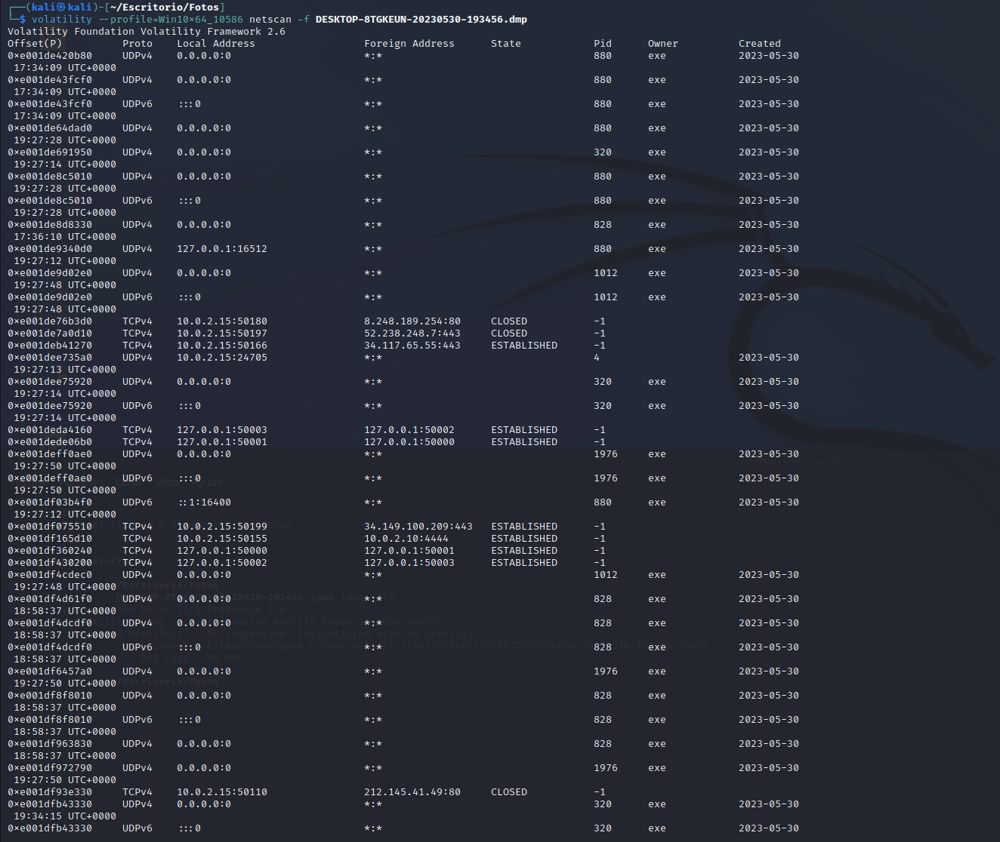 ┌──(kali㉿kali)-[~/Escritorio/Fotos]
└─$ volatility --profile=Win10x64_10586 netscan -f DESKTOP-8TGKEUN-20230530-193456.dmp
Volatility Foundation Volatility Framework 2.6
Offset(P) Proto Local Address Foreign Address State Pid Owner Created
0xe001de420b80 UDPv4 0.0.0.0:0 *:* 880 exe 2023-05-30
17:34:09 UTC+0000
0xe001de43fcf0 UDPv4 0.0.0.0:0 *:* 880 exe 2023-05-30
17:34:09 UTC+0000
0xe001de43fcf0 UDPv6 :::0 *:* 880 exe 2023-05-30
17:34:09 UTC+0000
0xe001de64dad0 UDPv4 0.0.0.0:0 *:* 880 exe 2023-05-30
19:27:28 UTC+0000
0xe001de691950 UDPv4 0.0.0.0:0 *:* 320 exe 2023-05-30
19:27:14 UTC+0000
0xe001de8c5010 UDPv4 0.0.0.0:0 *:* 880 exe 2023-05-30
19:27:28 UTC+0000
0xe001de8c5010 UDPv6 :::0 *:* 880 exe 2023-05-30
19:27:28 UTC+0000
0xe001de8d8330 UDPv4 0.0.0.0:0 *:* 828 exe 2023-05-30
17:36:10 UTC+0000
0xe001de9340d0 UDPv4 127.0.0.1:16512 *:* 880 exe 2023-05-30
19:27:12 UTC+0000
0xe001de9d02e0 UDPv4 0.0.0.0:0 *:* 1012 exe 2023-05-30
19:27:48 UTC+0000
0xe001de9d02e0 UDPv6 :::0 *:* 1012 exe 2023-05-30
19:27:48 UTC+0000
0xe001de76b3d0 TCPv4 10.0.2.15:50180 8.248.189.254:80 CLOSED -1
0xe001de7a0d10 TCPv4 10.0.2.15:50197 52.238.248.7:443 CLOSED -1
0xe001deb41270 TCPv4 10.0.2.15:50166 34.117.65.55:443 ESTABLISHED -1
0xe001dee735a0 UDPv4 10.0.2.15:24705 *:* 4 2023-05-30
19:27:13 UTC+0000
0xe001dee75920 UDPv4 0.0.0.0:0 *:* 320 exe 2023-05-30
19:27:14 UTC+0000
0xe001dee75920 UDPv6 :::0 *:* 320 exe 2023-05-30
19:27:14 UTC+0000
0xe001deda4160 TCPv4 127.0.0.1:50003 127.0.0.1:50002 ESTABLISHED -1
0xe001dede06b0 TCPv4 127.0.0.1:50001 127.0.0.1:50000 ESTABLISHED -1
0xe001deff0ae0 UDPv4 0.0.0.0:0 *:* 1976 exe 2023-05-30
19:27:50 UTC+0000
0xe001deff0ae0 UDPv6 :::0 *:* 1976 exe 2023-05-30
19:27:50 UTC+0000
0xe001df03b4f0 UDPv6 ::1:16400 *:* 880 exe 2023-05-30
19:27:12 UTC+0000
0xe001df075510 TCPv4 10.0.2.15:50199 34.149.100.209:443 ESTABLISHED -1
0xe001df165d10 TCPv4 10.0.2.15:50155 10.0.2.10:4444 ESTABLISHED -1
0xe001df360240 TCPv4 127.0.0.1:50000 127.0.0.1:50001 ESTABLISHED -1
0xe001df430200 TCPv4 127.0.0.1:50002 127.0.0.1:50003 ESTABLISHED -1
0xe001df4cdec0 UDPv4 0.0.0.0:0 *:* 1012 exe 2023-05-30
19:27:48 UTC+0000
0xe001df4d61f0 UDPv4 0.0.0.0:0 *:* 828 exe 2023-05-30
18:58:37 UTC+0000
0xe001df4dcdf0 UDPv4 0.0.0.0:0 *:* 828 exe 2023-05-30
18:58:37 UTC+0000
0xe001df4dcdf0 UDPv6 :::0 *:* 828 exe 2023-05-30
18:58:37 UTC+0000
0xe001df6457a0 UDPv4 0.0.0.0:0 *:* 1976 exe 2023-05-30
19:27:50 UTC+0000
0xe001df8f8010 UDPv4 0.0.0.0:0 *:* 828 exe 2023-05-30
18:58:37 UTC+0000
0xe001df8f8010 UDPv6 :::0 *:* 828 exe 2023-05-30
18:58:37 UTC+0000
0xe001df963830 UDPv4 0.0.0.0:0 *:* 828 exe 2023-05-30
18:58:37 UTC+0000
0xe001df972790 UDPv4 0.0.0.0:0 *:* 1976 exe 2023-05-30
19:27:50 UTC+0000
0xe001df93e330 TCPv4 10.0.2.15:50110 212.145.41.49:80 CLOSED -1
0xe001dfb43330 UDPv4 0.0.0.0:0 *:* 320 exe 2023-05-30
19:34:15 UTC+0000
0xe001dfb43330 UDPv6 :::0 *:* 320 exe 2023-05-30